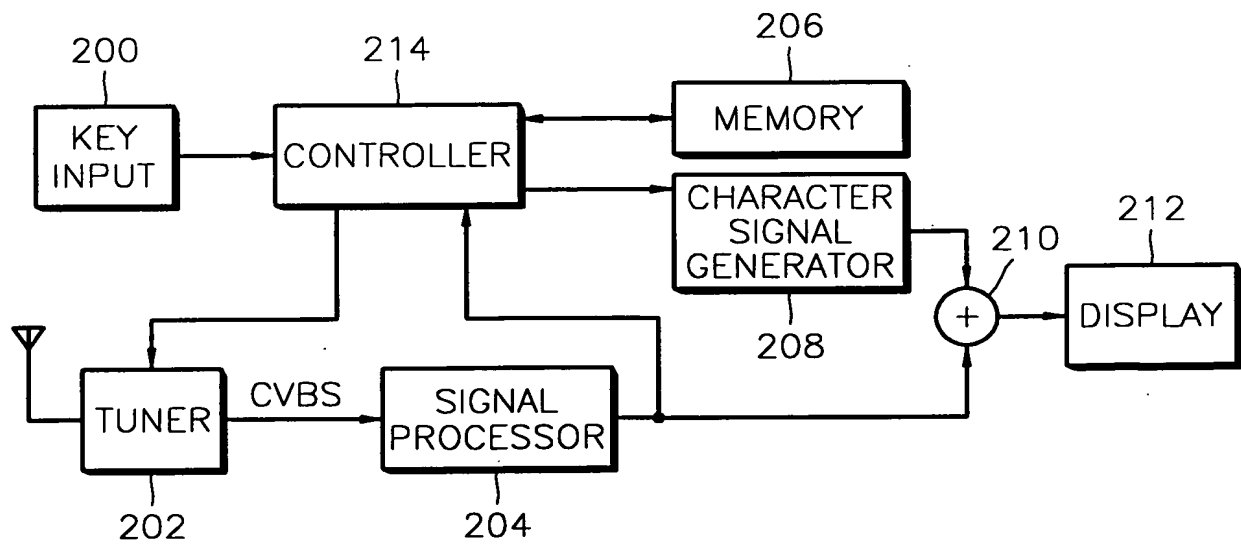 200
214
206
KEY
INPUT
CONTROLLER
MEMORY
CHARACTER
SIGNAL
GENERATOR
210
212
+
DISPLAY
208
TUNER
CVBS
SIGNAL
PROCESSOR
202
204